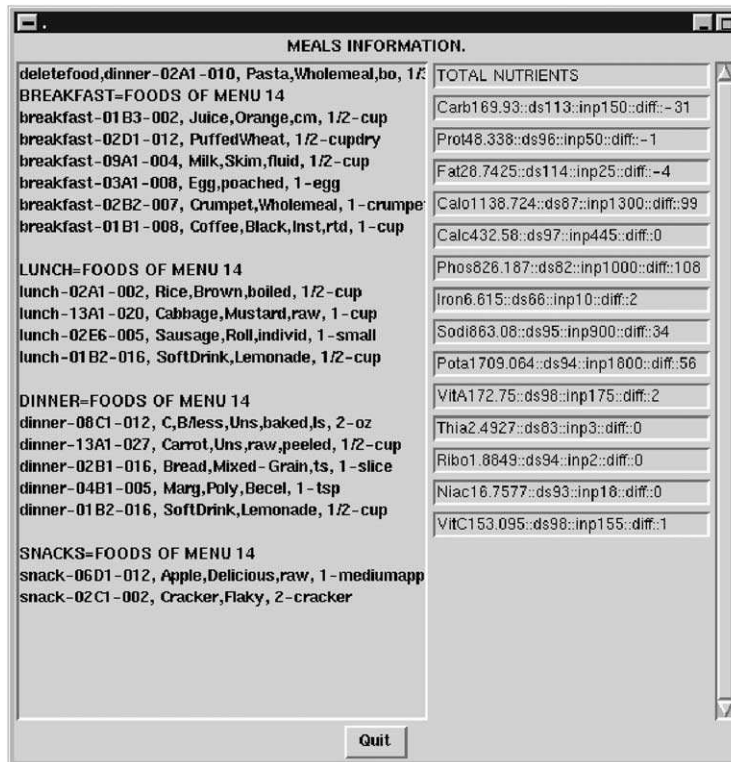 MEALS INFORMATION.
deletefood,dinner-02A1-010, Pasta,Wholemeal,bo, 1/
BREAKFAST=FOODS OF MENU 14
breakfast-01B3-002, Juice,Orange,cm, 1/2-cup
breakfast-02D1-012, PuffedWheat, 1/2-cupdry
breakfast-09A1-004, Milk,Skim,fluid, 1/2-cup
breakfast-03A1-008, Egg,poached, 1-egg
breakfast-02B2-007, Crumpet,Wholemeal, 1-crumpe
breakfast-01B1-008, Coffee,Black,Inst,rtd, 1-cup
LUNCH=FOODS OF MENU 14
lunch-02A1-002, Rice,Brown,boiled, 1/2-cup
lunch-13A1-020, Cabbage,Mustard,raw, 1-cup
lunch-02E6-005, Sausage,Roll,individ, 1-small
lunch-01B2-016, SoftDrink,Lemonade, 1/2-cup
DINNER=FOODS OF MENU 14
dinner-08C1-012, C,B/less,Uns,baked,ls, 2-oz
dinner-13A1-027, Carrot,Uns,raw,peeled, 1/2-cup
dinner-02B1-016, Bread,Mixed-Grain,ts, 1-slice
dinner-04B1-005, Marg,Poly,Becel, 1-tsp
dinner-01B2-016, SoftDrink,Lemonade, 1/2-cup
SNACKS=FOODS OF MENU 14
snack-06D1-012, Apple,Delicious,raw, 1-mediumapp
snack-02C1-002, Cracker,Flaky, 2-cracker
TOTAL NUTRIENTS
Carb169.93::ds113::inp150::diff::-31
Prot48.338::ds96::inp50::diff::-1
Fat28.7425::ds114::inp25::diff::-4
Calo1138.724::ds87::inp1300::diff::99
Calc432.58::ds97::inp445::diff::0
Phos826.187::ds82::inp1000::diff::108
Iron6.615::ds66::inp10::diff::2
Sodi863.08::ds95::inp900::diff::34
Pota1709.064::ds94::inp1800::diff::56
VitA172.75::ds98::inp175::diff::2
Thia2.4927::ds83::inp3::diff::0
Ribo1.8849::ds94::inp2::diff::0
Niac16.7577::ds93::inp18::diff::0
VitC153.095::ds98::inp155::diff::1
Quit